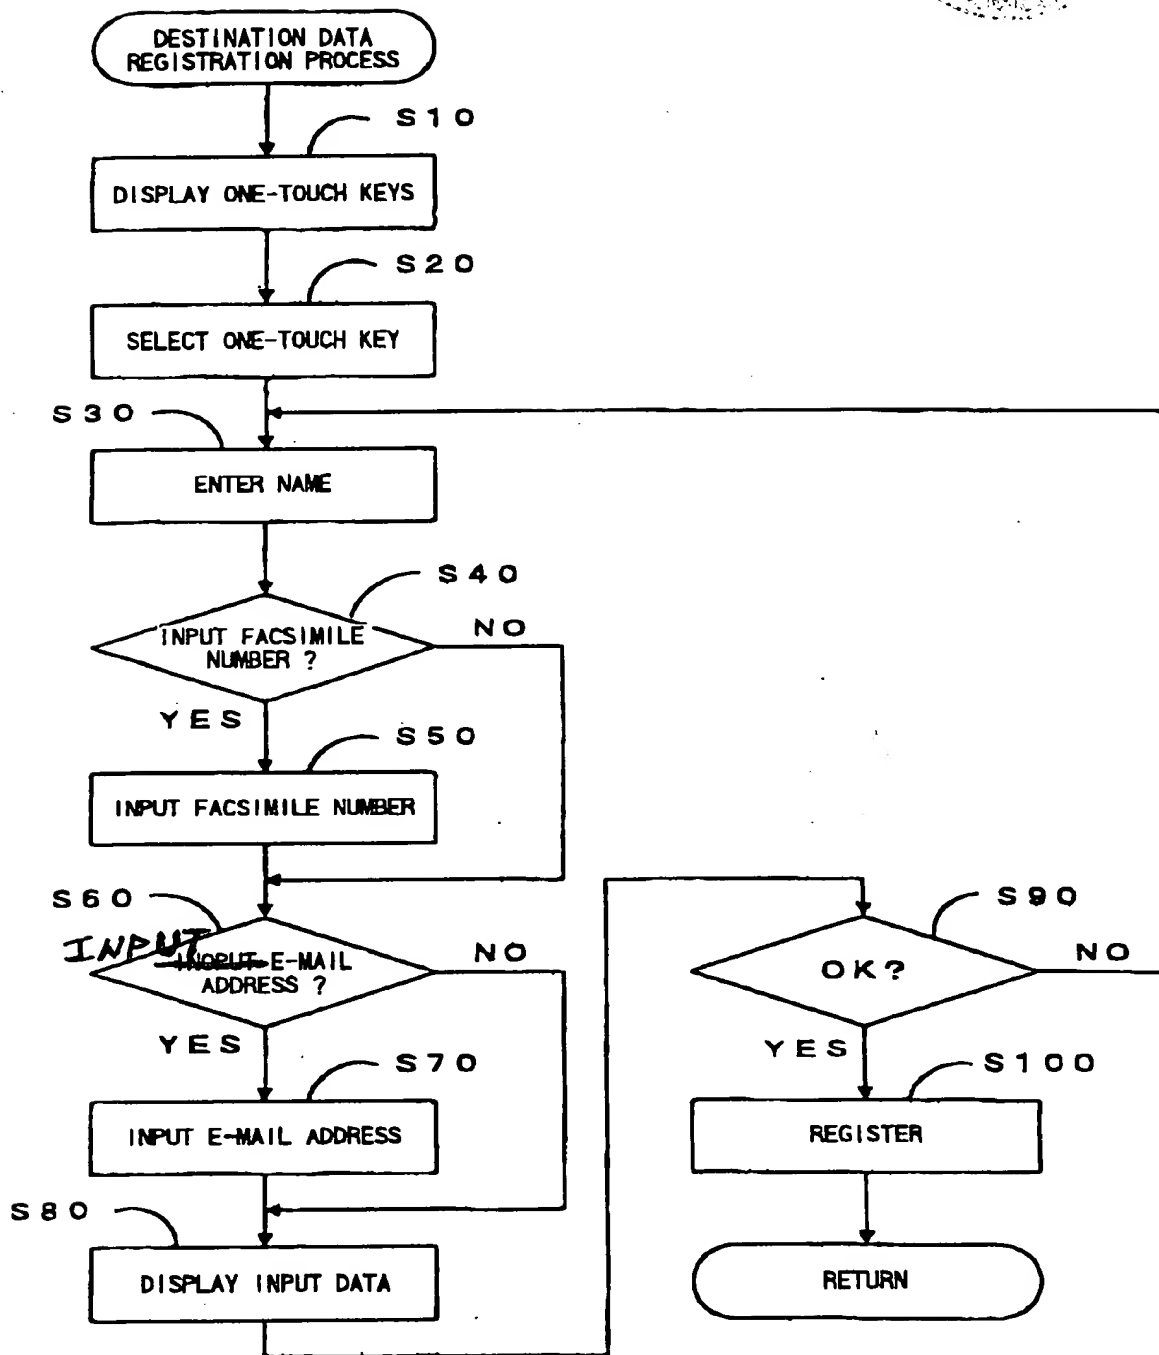 DESTINATION DATA
REGISTRATION PROCESS
S10
DISPLAY ONE-TOUCH KEYS
S20
SELECT ONE-TOUCH KEY
S30
ENTER NAME
S40
INPUT FACSIMILE
NUMBER ?
NO
YES
S50
INPUT FACSIMILE NUMBER
S60
INPUT
INOPUT E-MAIL
ADDRESS ?
NO
YES
S70
INPUT E-MAIL ADDRESS
S80
DISPLAY INPUT DATA
S90
OK?
NO
YES
S100
REGISTER
RETURN